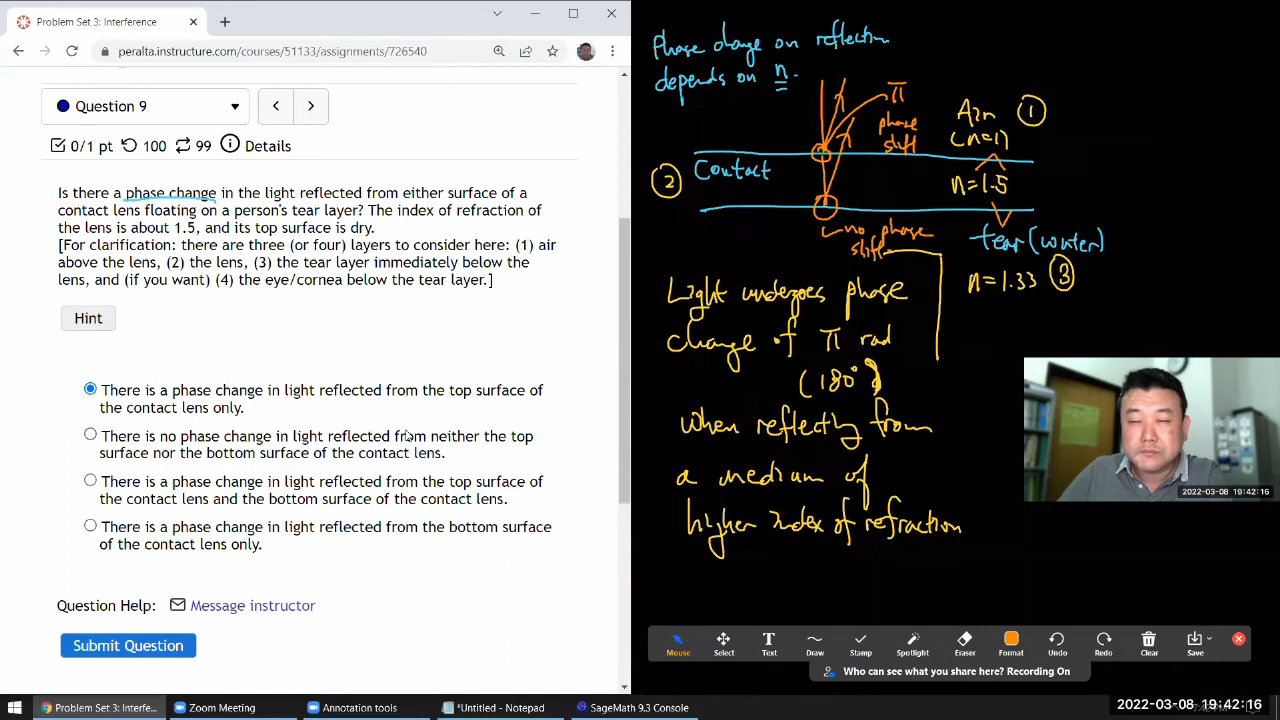 Problem Set 3: Interference
peralta.instructure.com/courses/51133/assignments/726540
Question 9
0/1 pt 100 99 Details
Is there a phase change in the light reflected from either surface of a
contact lens floating on a person's tear layer? The index of refraction of
the lens is about 1.5, and its top surface is dry.
[For clarification: there are three (or four) layers to consider here: (1) air
above the lens, (2) the lens, (3) the tear layer immediately below the
lens, and (if you want) (4) the eye/cornea below the tear layer.]
Hint
There is a phase change in light reflected from the top surface of
the contact lens only.
There is no phase change in light reflected from neither the top
surface nor the bottom surface of the contact lens.
There is a phase change in light reflected from the top surface of
the contact lens and the bottom surface of the contact lens.
There is a phase change in light reflected from the bottom surface
of the contact lens only.
Question Help: Message instructor
Submit Question
Phase change on reflection
depends on n.
π
phase
shift
Air 1
(n=1)
2 Contact
n=1.5
no phase
shift
tear (water)
n=1.33 3
Light undergoes phase
change of π rad
(180°)
when reflecting from
a medium of
higher index of refraction
2022-03-08 19:42:16
Mouse Select Text Draw Stamp Spotlight Eraser Format Undo Redo Clear Save
Who can see what you share here? Recording On
Problem Set 3: Interfe... Zoom Meeting Annotation tools *Untitled - Notepad SageMath 9.3 Console
2022-03-08 19:42:16